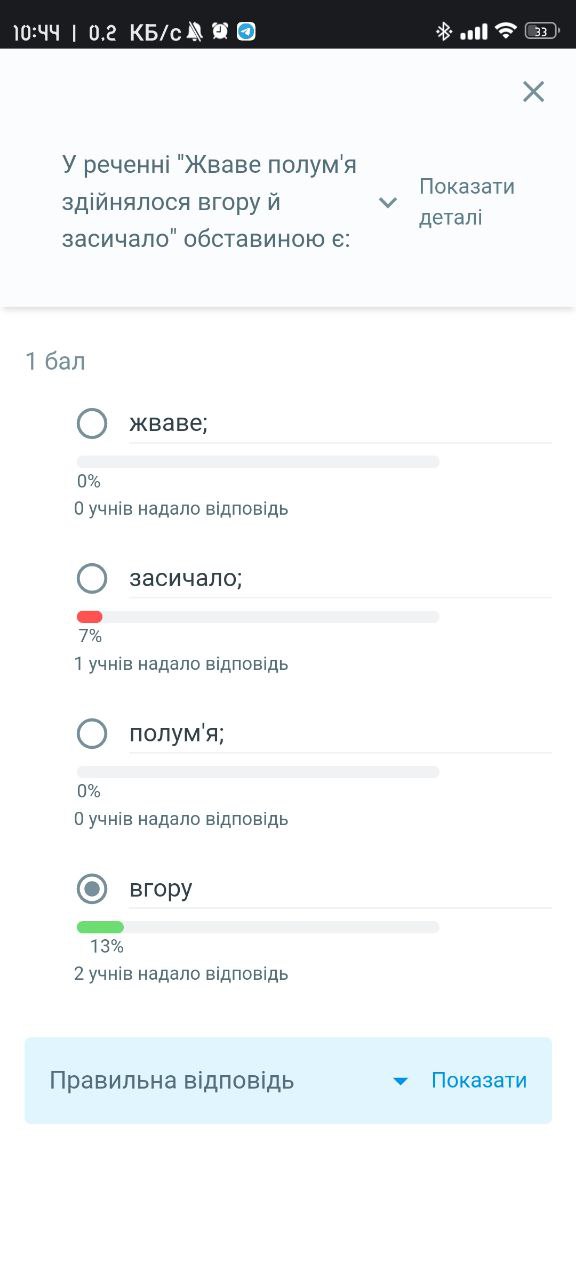 10:44 | 0.2 КБ/с
33
У реченні "Жваве полум'я
здійнялося вгору й
засичало" обставиною є:
Показати
деталі
1 бал
жваве;
0%
0 учнів надало відповідь
засичало;
7%
1 учнів надало відповідь
полум'я;
0%
0 учнів надало відповідь
вгору
13%
2 учнів надало відповідь
Правильна відповідь
Показати